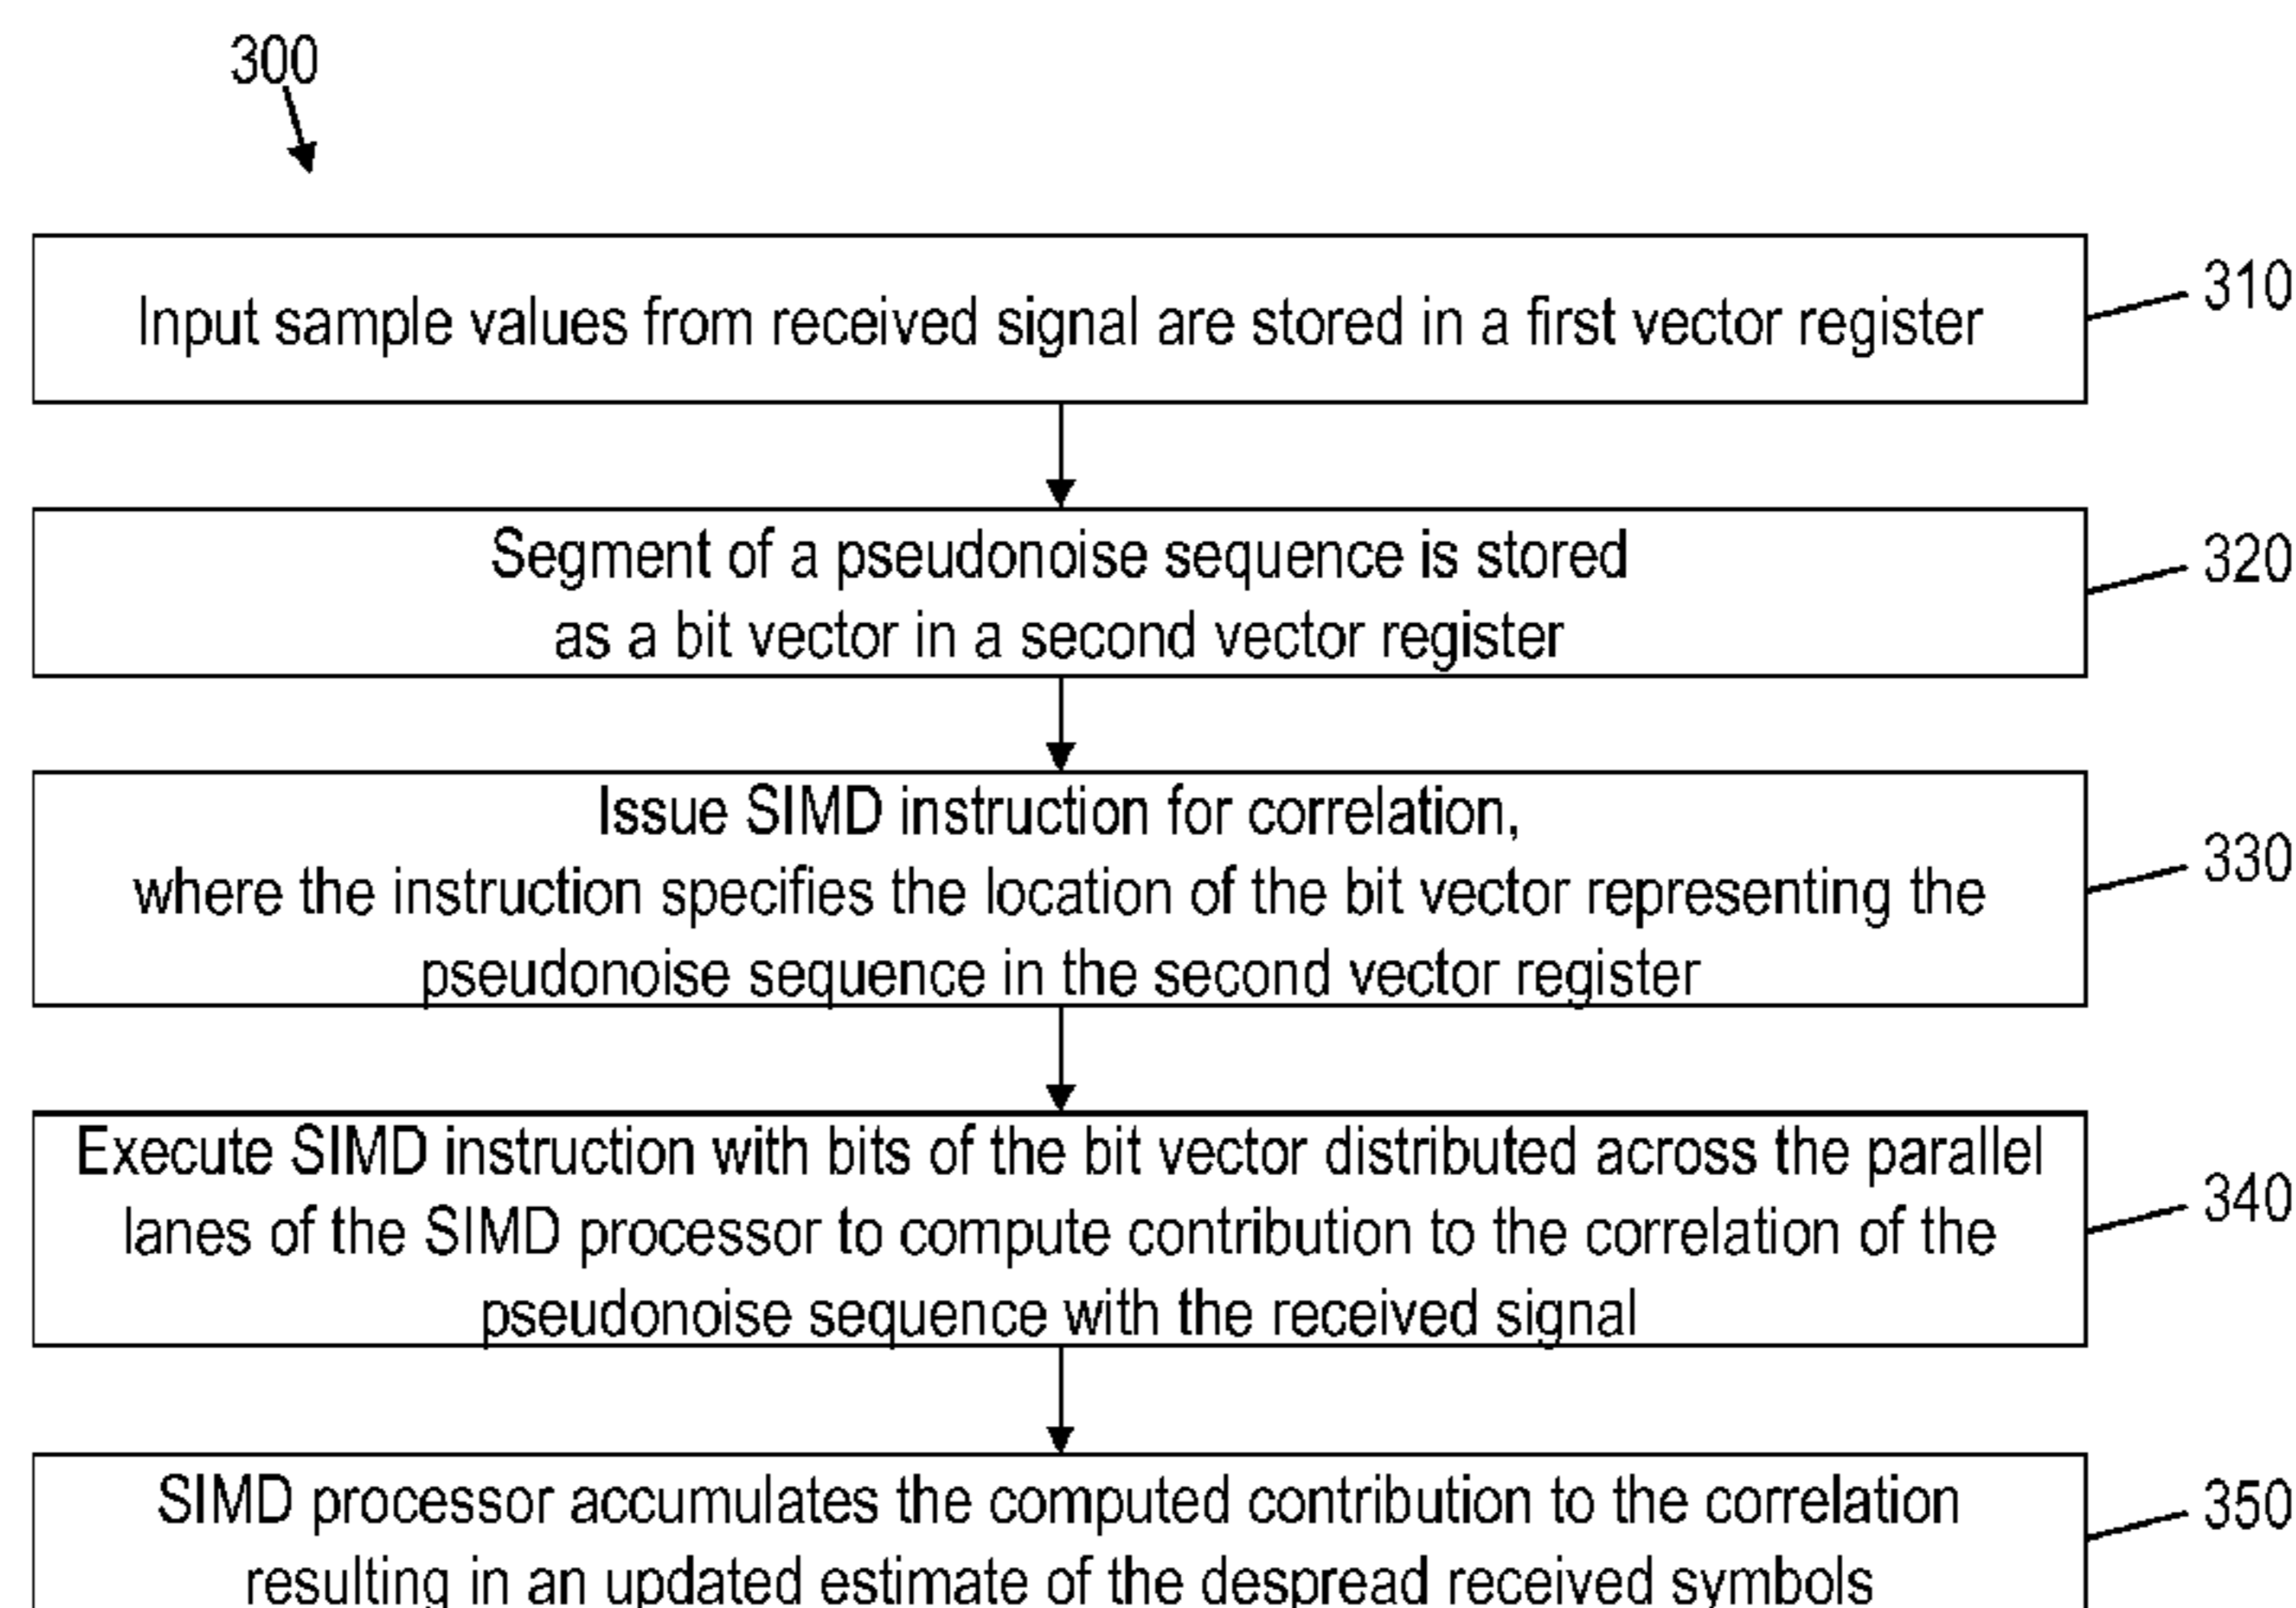 300
Input sample values from received signal are stored in a first vector register
310
Segment of a pseudonoise sequence is stored
as a bit vector in a second vector register
320
Issue SIMD instruction for correlation,
where the instruction specifies the location of the bit vector representing the
pseudonoise sequence in the second vector register
330
Execute SIMD instruction with bits of the bit vector distributed across the parallel
lanes of the SIMD processor to compute contribution to the correlation of the
pseudonoise sequence with the received signal
340
SIMD processor accumulates the computed contribution to the correlation
resulting in an updated estimate of the despread received symbols
350